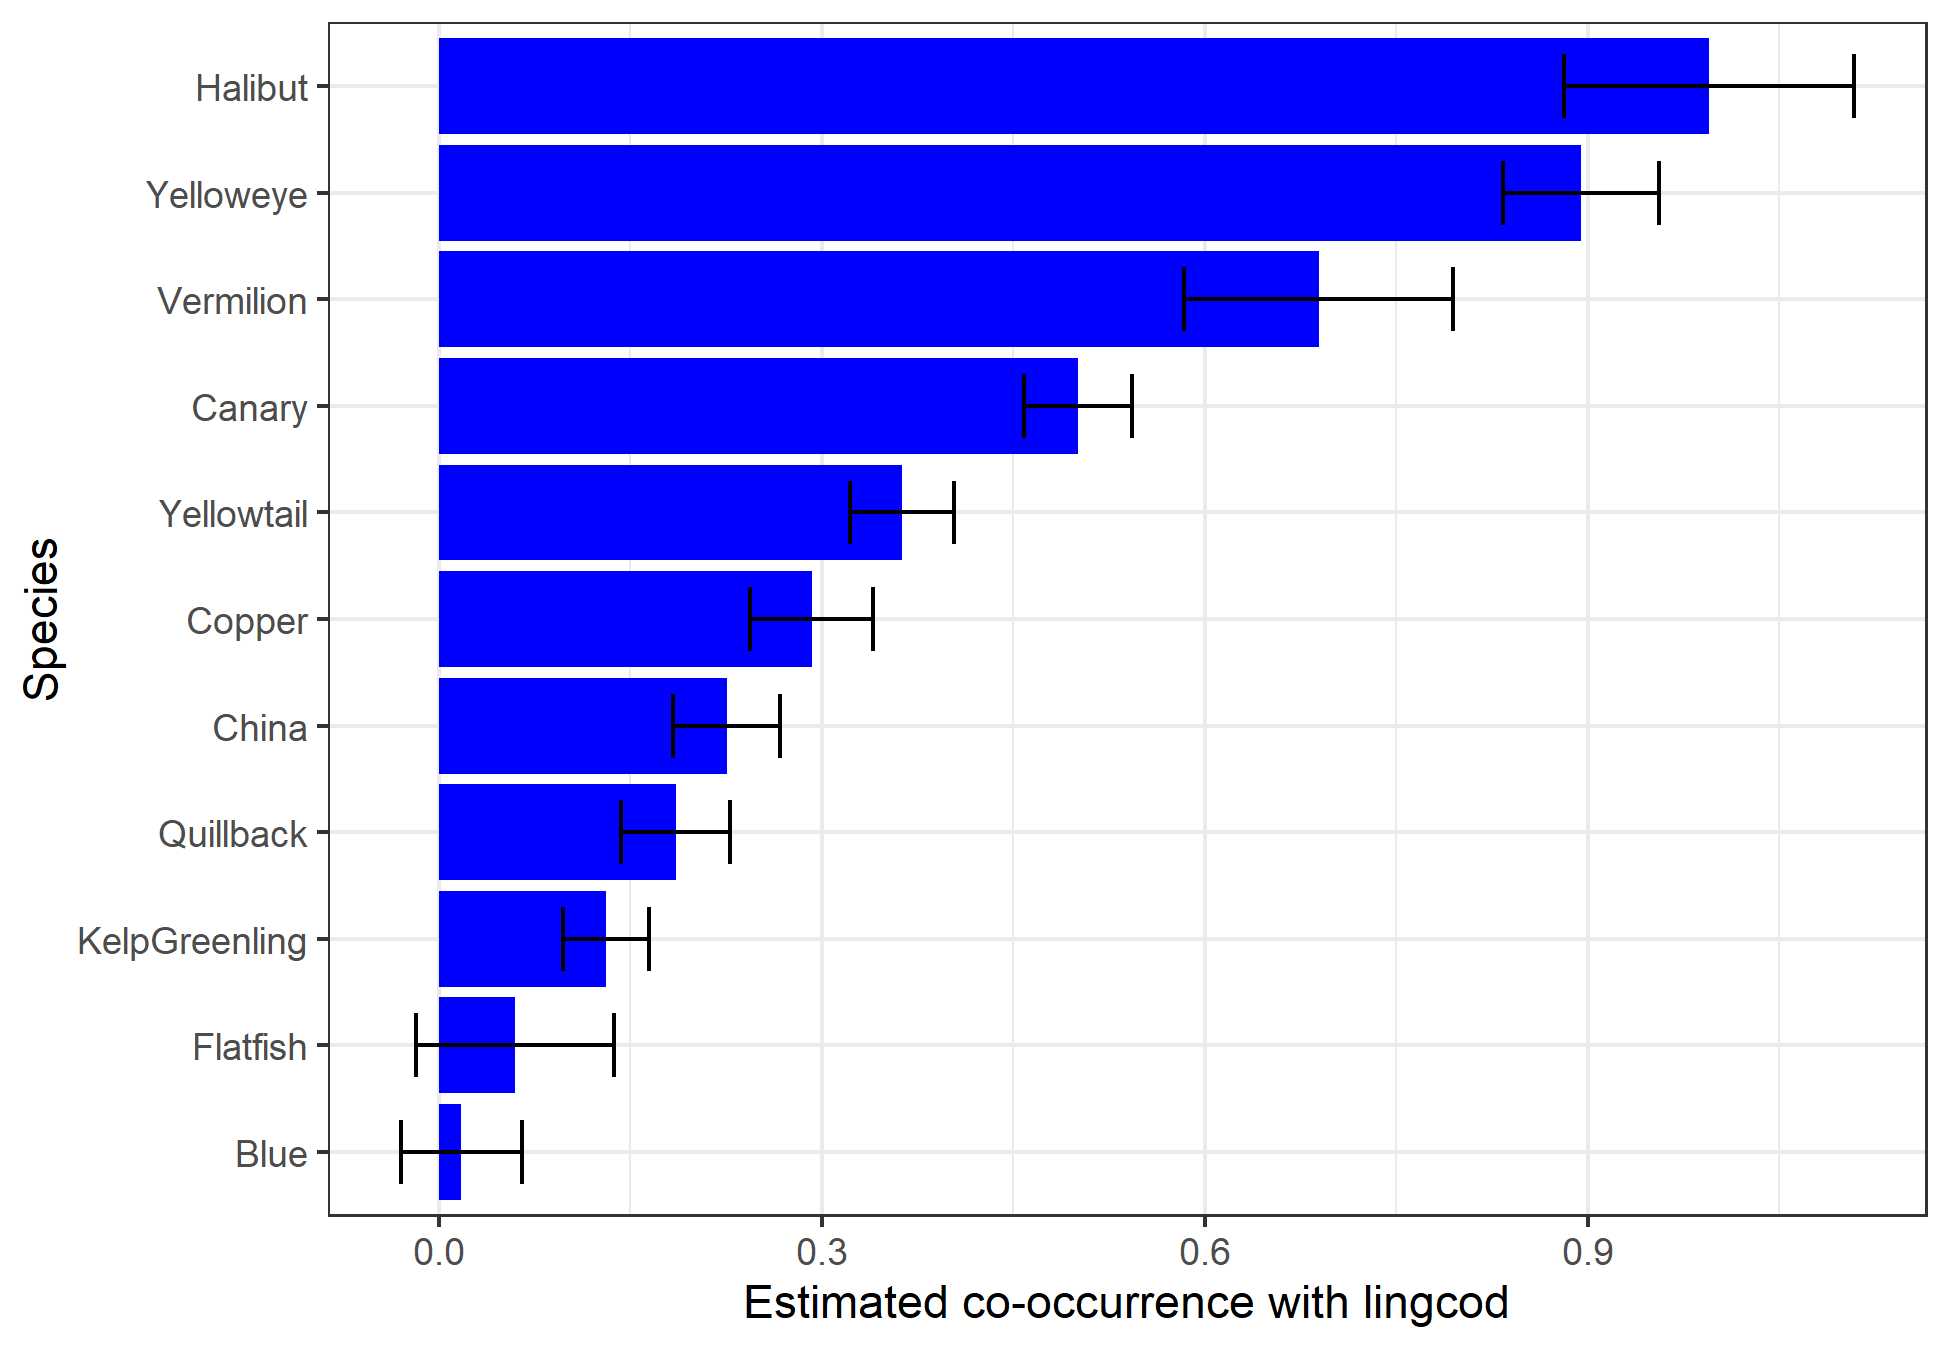 Halibut
Yelloweye
Vermilion
Canary
Yellowtail
Copper
China
Quillback
KelpGreenling
Flatfish
Blue
Species
0.0 0.3 0.6 0.9
Estimated co-occurrence with lingcod